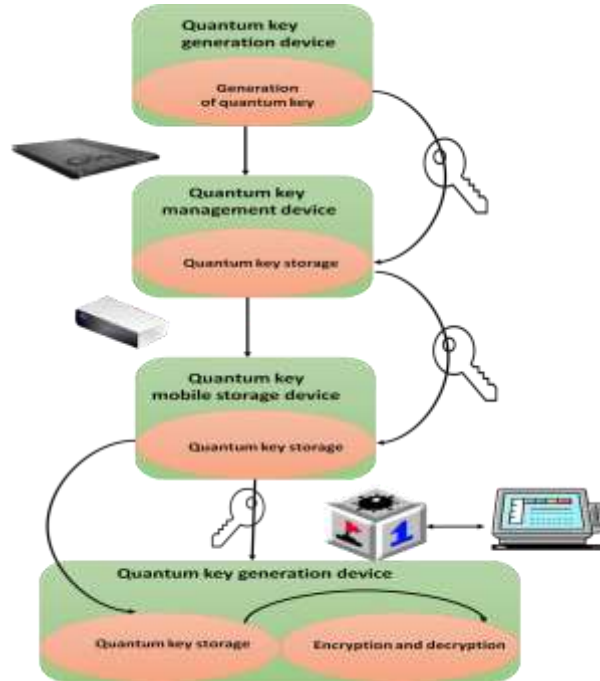 Quantum key
generation device
Generation
of quantum key
Quantum key
management device
Quantum key storage
Quantum key
mobile storage device
Quantum key storage
1
Quantum key generation device
Quantum key storage
Encryption and decryption